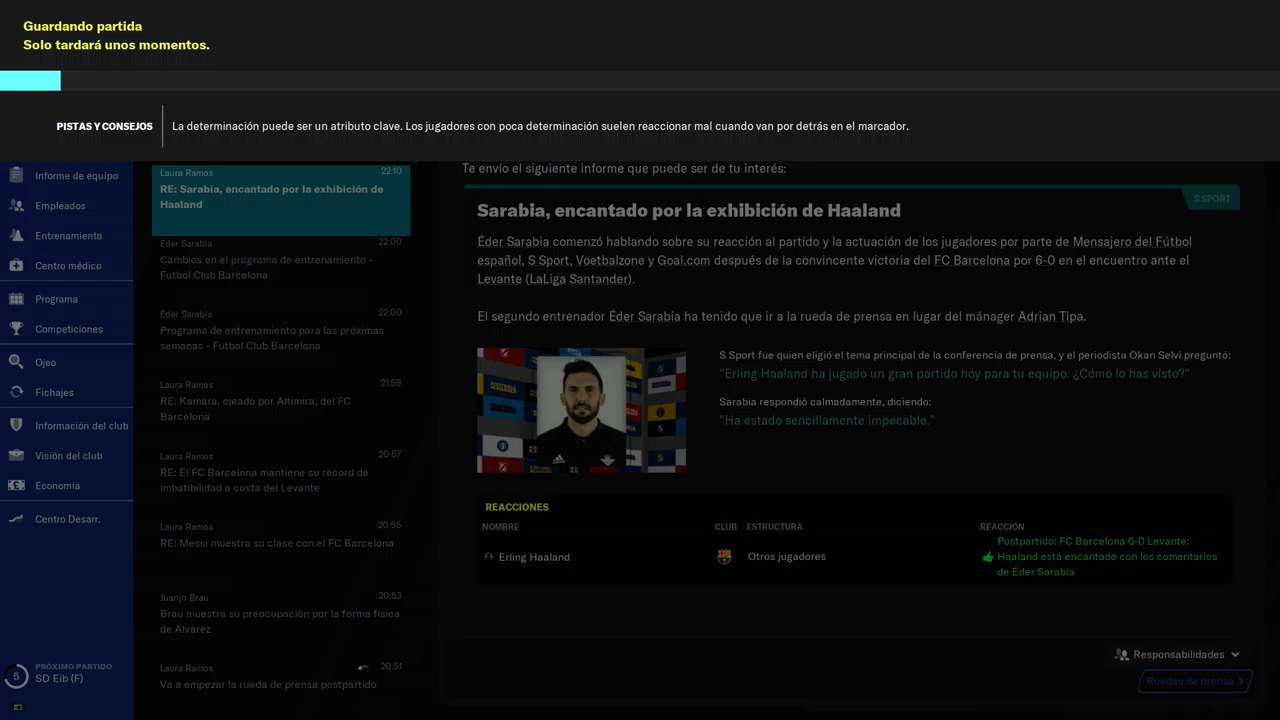 Guardando partida
Solo tardará unos momentos.
PISTAS Y CONSEJOS
La determinación puede ser un atributo clave. Los jugadores con poca determinación suelen reaccionar mal cuando van por detrás en el marcador.
Informe de equipo
Empleados
Entrenamiento
Centro médico
Programa
Competiciones
Ojeo
Fichajes
Información del club
Visión del club
Economía
Centro Desarr.
PRÓXIMO PARTIDO
5
SD Eib (F)
Laura Ramos 22:10
RE: Sarabia, encantado por la exhibición de
Haaland
Éder Sarabia 22:00
Cambios en el programa de entrenamiento -
Futbol Club Barcelona
Éder Sarabia 22:00
Programa de entrenamiento para las próximas
semanas - Futbol Club Barcelona
Laura Ramos 21:59
RE: Kamara, ojeado por Altimira, del FC
Barcelona
Laura Ramos 20:57
RE: El FC Barcelona mantiene su récord de
imbatibilidad a costa del Levante
Laura Ramos 20:55
RE: Messi muestra su clase con el FC Barcelona
Juanjo Brau 20:53
Brau muestra su preocupación por la forma física
de Alvarez
Laura Ramos 20:51
Va a empezar la rueda de prensa postpartido
Te envío el siguiente informe que puede ser de tu interés:
S SPORT
Sarabia, encantado por la exhibición de Haaland
Éder Sarabia comenzó hablando sobre su reacción al partido y la actuación de los jugadores por parte de Mensajero del Fútbol
español, S Sport, Voetbalzone y Goal.com después de la convincente victoria del FC Barcelona por 6-0 en el encuentro ante el
Levante (LaLiga Santander).
El segundo entrenador Éder Sarabia ha tenido que ir a la rueda de prensa en lugar del mánager Adrian Tipa.
S Sport fue quien eligió el tema principal de la conferencia de prensa, y el periodista Okan Selvi preguntó:
"Erling Haaland ha jugado un gran partido hoy para tu equipo. ¿Cómo lo has visto?"
Sarabia respondió calmadamente, diciendo:
"Ha estado sencillamente impecable."
REACCIONES
NOMBRE CLUB ESTRUCTURA REACCIÓN
Erling Haaland Otros jugadores
Postpartido: FC Barcelona 6-0 Levante:
Haaland está encantado con los comentarios
de Éder Sarabia
Responsabilidades
Ruedas de prensa